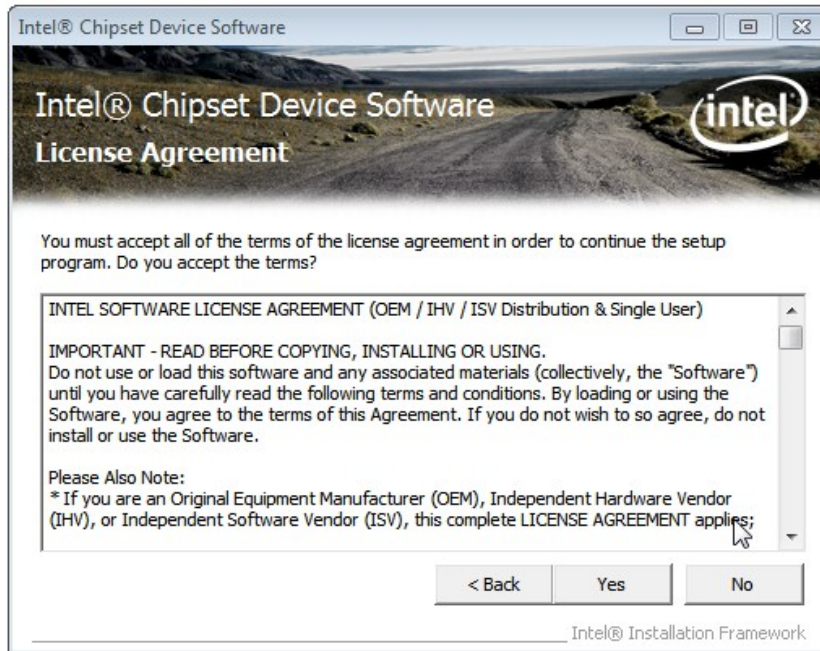 Intel® Chipset Device Software
Intel® Chipset Device Software
intel
License Agreement
You must accept all of the terms of the license agreement in order to continue the setup
program. Do you accept the terms?
INTEL SOFTWARE LICENSE AGREEMENT (OEM / IHV / ISV Distribution & Single User)
IMPORTANT - READ BEFORE COPYING, INSTALLING OR USING.
Do not use or load this software and any associated materials (collectively, the "Software")
until you have carefully read the following terms and conditions. By loading or using the
Software, you agree to the terms of this Agreement. If you do not wish to so agree, do not
install or use the Software.
Please Also Note:
* If you are an Original Equipment Manufacturer (OEM), Independent Hardware Vendor
(IHV), or Independent Software Vendor (ISV), this complete LICENSE AGREEMENT applies;
< Back
Yes
No
Intel® Installation Framework